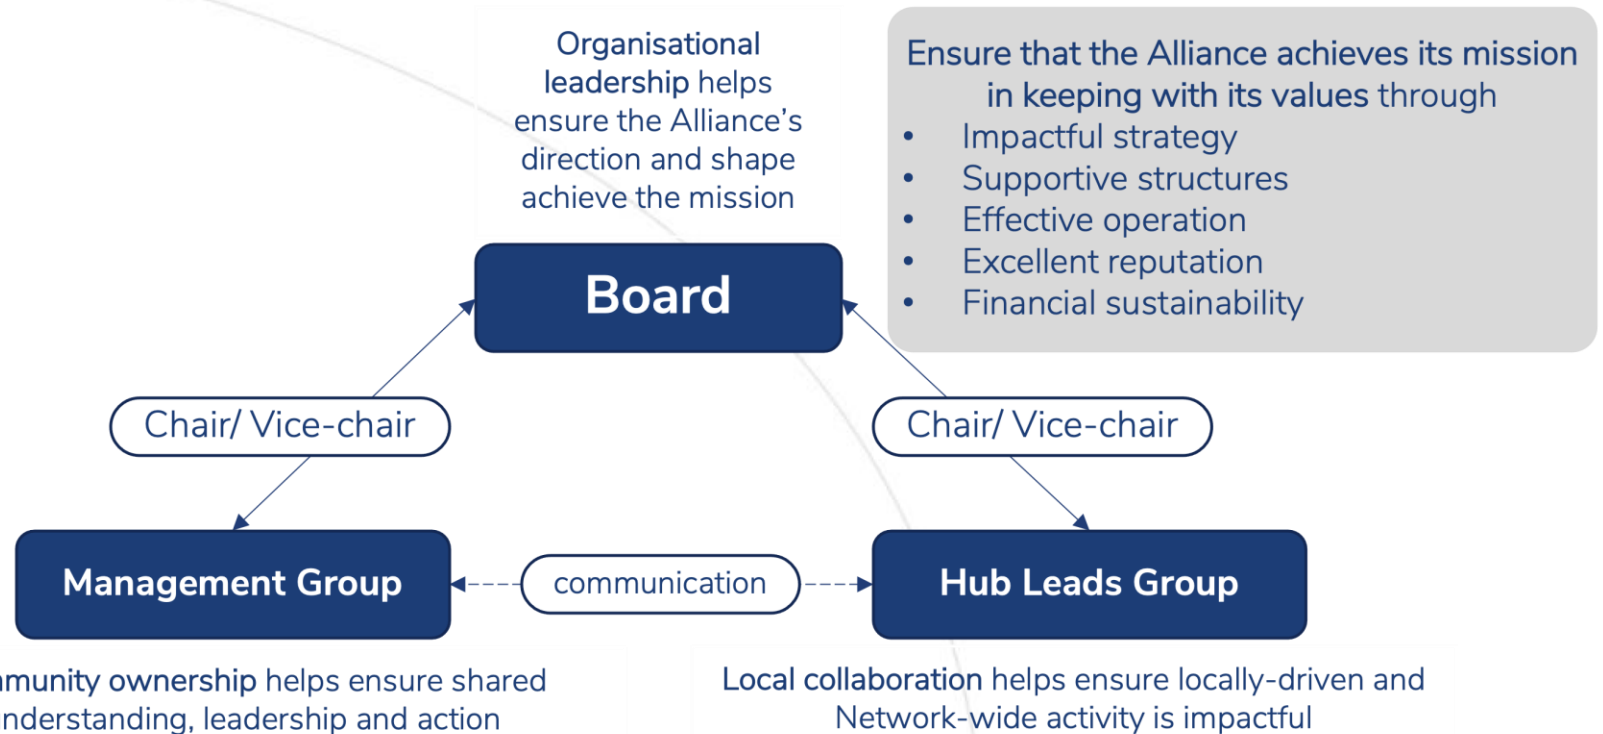 Organisational
leadership helps
ensure the Alliance’s
direction and shape
achieve the mission
Ensure that the Alliance achieves its mission
in keeping with its values through
• Impactful strategy
• Supportive structures
• Effective operation
• Excellent reputation
• Financial sustainability
Board
Chair/ Vice-chair
Chair/ Vice-chair
Management Group
communication
Hub Leads Group
ownership helps ensure shared
leadership and action
Local collaboration helps ensure locally-driven and
Network-wide activity is impactful